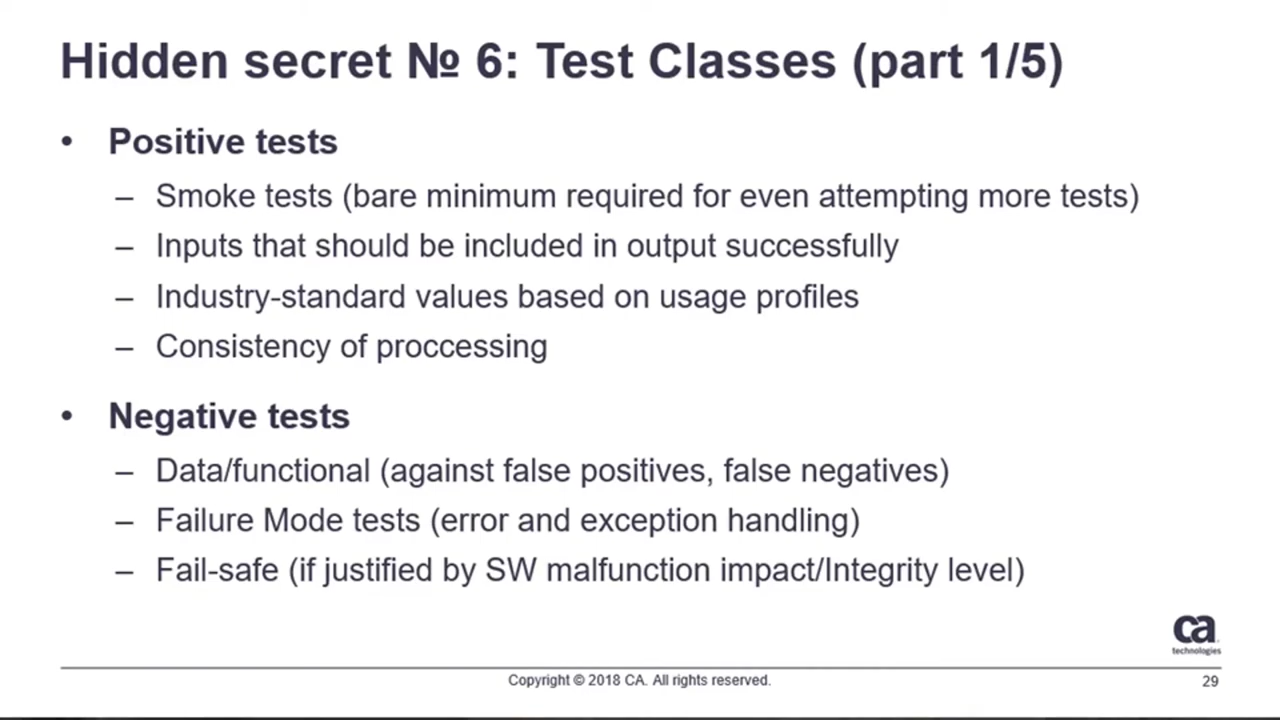 Hidden secret № 6: Test Classes (part 1/5)
• Positive tests
– Smoke tests (bare minimum required for even attempting more tests)
– Inputs that should be included in output successfully
– Industry-standard values based on usage profiles
– Consistency of proccessing
• Negative tests
– Data/functional (against false positives, false negatives)
– Failure Mode tests (error and exception handling)
– Fail-safe (if justified by SW malfunction impact/Integrity level)
ca
technologies
Copyright © 2018 CA. All rights reserved.
29